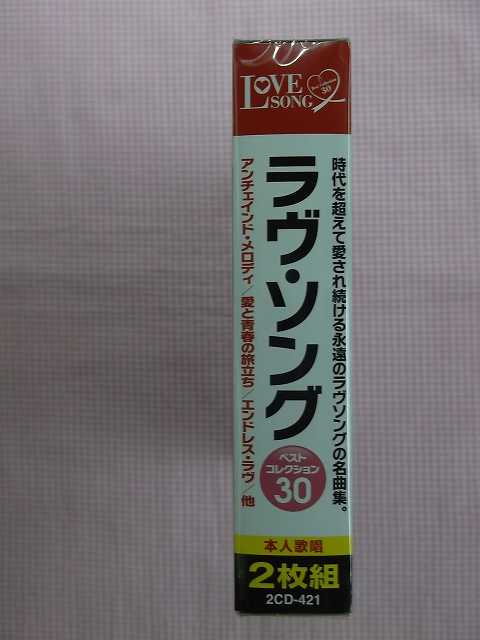 LOVE
SONG
Best Collection
30
時代を超えて愛され続ける永遠のラヴソングの名曲集。
ラヴ・ソング
アンチェインド・メロディ/愛と青春の旅立ち/エンドレス・ラヴ/他
ベスト
コレクション
30
本人歌唱
2枚組
2CD-421